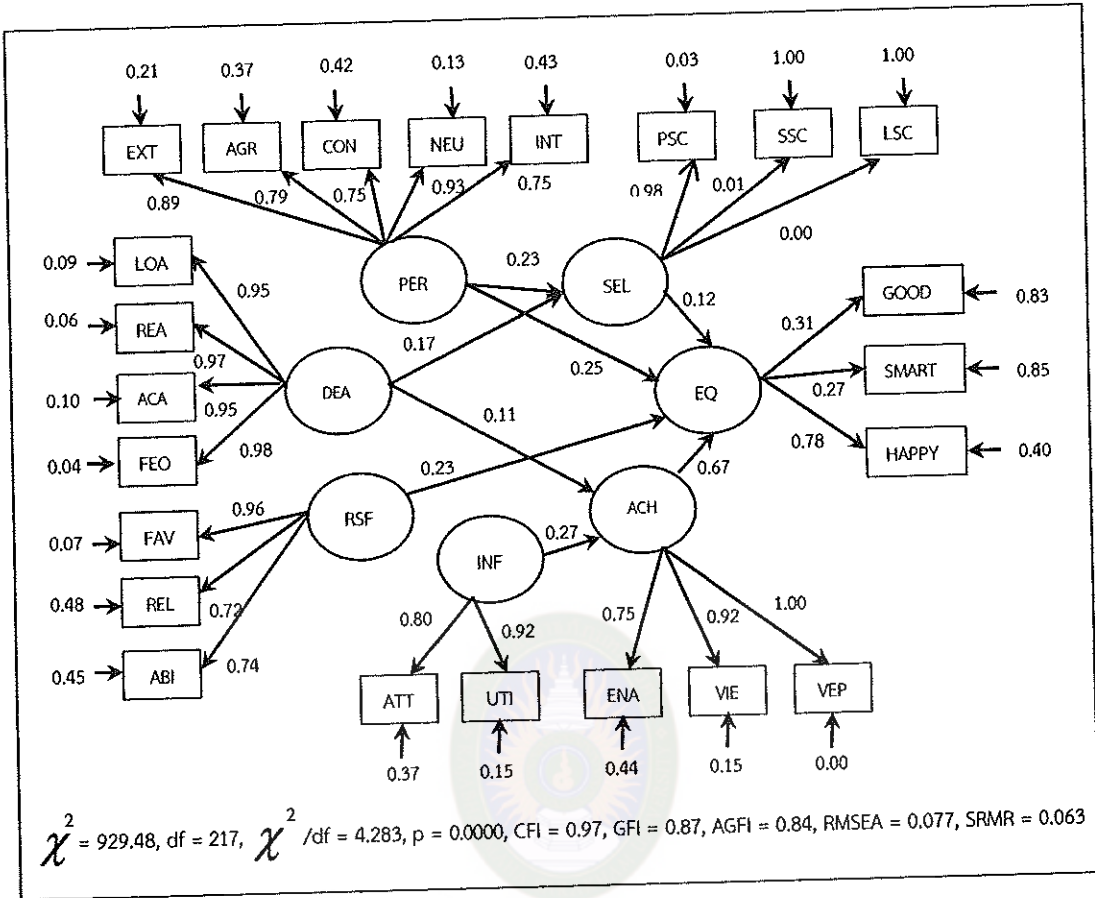 0.21 0.37 0.42 0.13 0.43 0.03 1.00 1.00
EXT AGR CON NEU INT PSC SSC LSC
0.89 0.79 0.75 0.93 0.75 0.98 0.01 0.00
0.09 LOA 0.95
PER 0.23 SEL 0.12
0.06 REA 0.97
GOOD 0.83
0.31
0.17 0.25
0.10 ACA 0.95
DEA EQ
SMART 0.85
0.27
0.04 FEO 0.98
0.11
0.78 HAPPY 0.40
0.23 0.67
0.07 FAV 0.96
RSF ACH
0.48 REL 0.72
INF 0.27
0.45 ABI 0.74
0.80 0.92 0.75 0.92 1.00
ATT UTI ENA VIE VEP
0.37 0.15 0.44 0.15 0.00
χ² = 929.48, df = 217, χ² /df = 4.283, p = 0.0000, CFI = 0.97, GFI = 0.87, AGFI = 0.84, RMSEA = 0.077, SRMR = 0.063